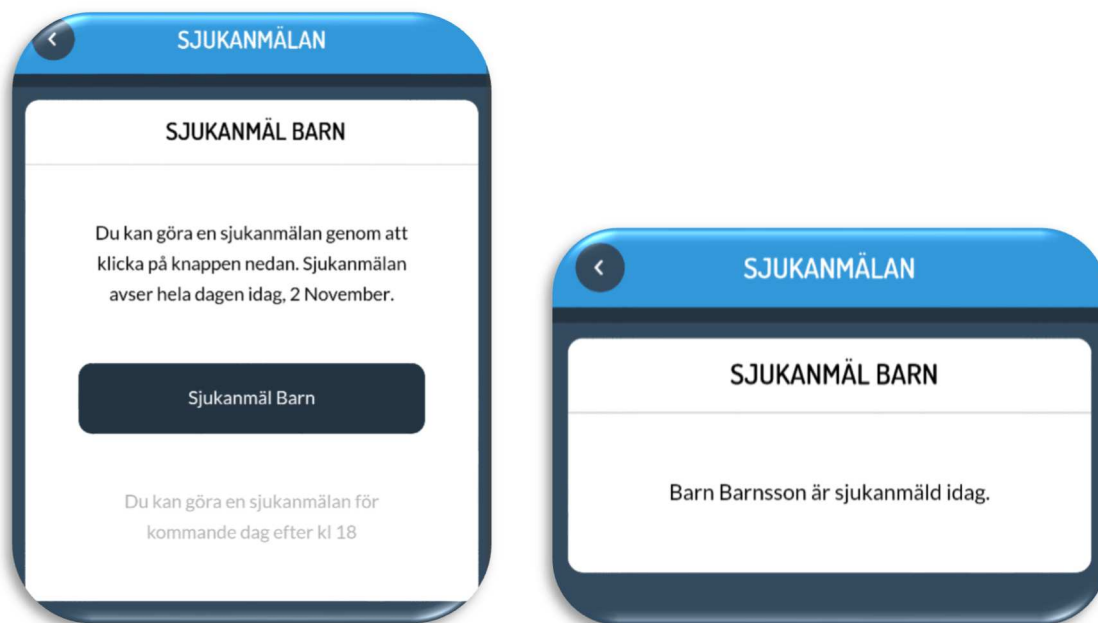 SJUKANMÄLAN
SJUKANMÄL BARN
Du kan göra en sjukanmälan genom att
klicka på knappen nedan. Sjukanmälan
avser hela dagen idag, 2 November.
Sjukanmäl Barn
Du kan göra en sjukanmälan för
kommande dag efter kl 18
SJUKANMÄLAN
SJUKANMÄL BARN
Barn Barnsson är sjukanmäld idag.